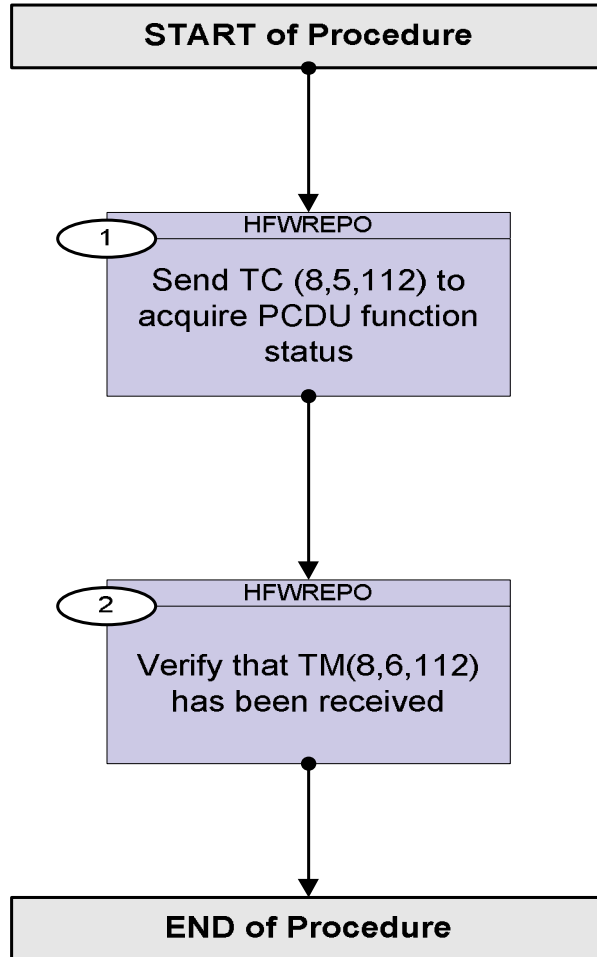 START of Procedure
HFWREPO
1
Send TC (8,5,112) to
acquire PCDU function
status
HFWREPO
2
Verify that TM(8,6,112)
has been received
END of Procedure